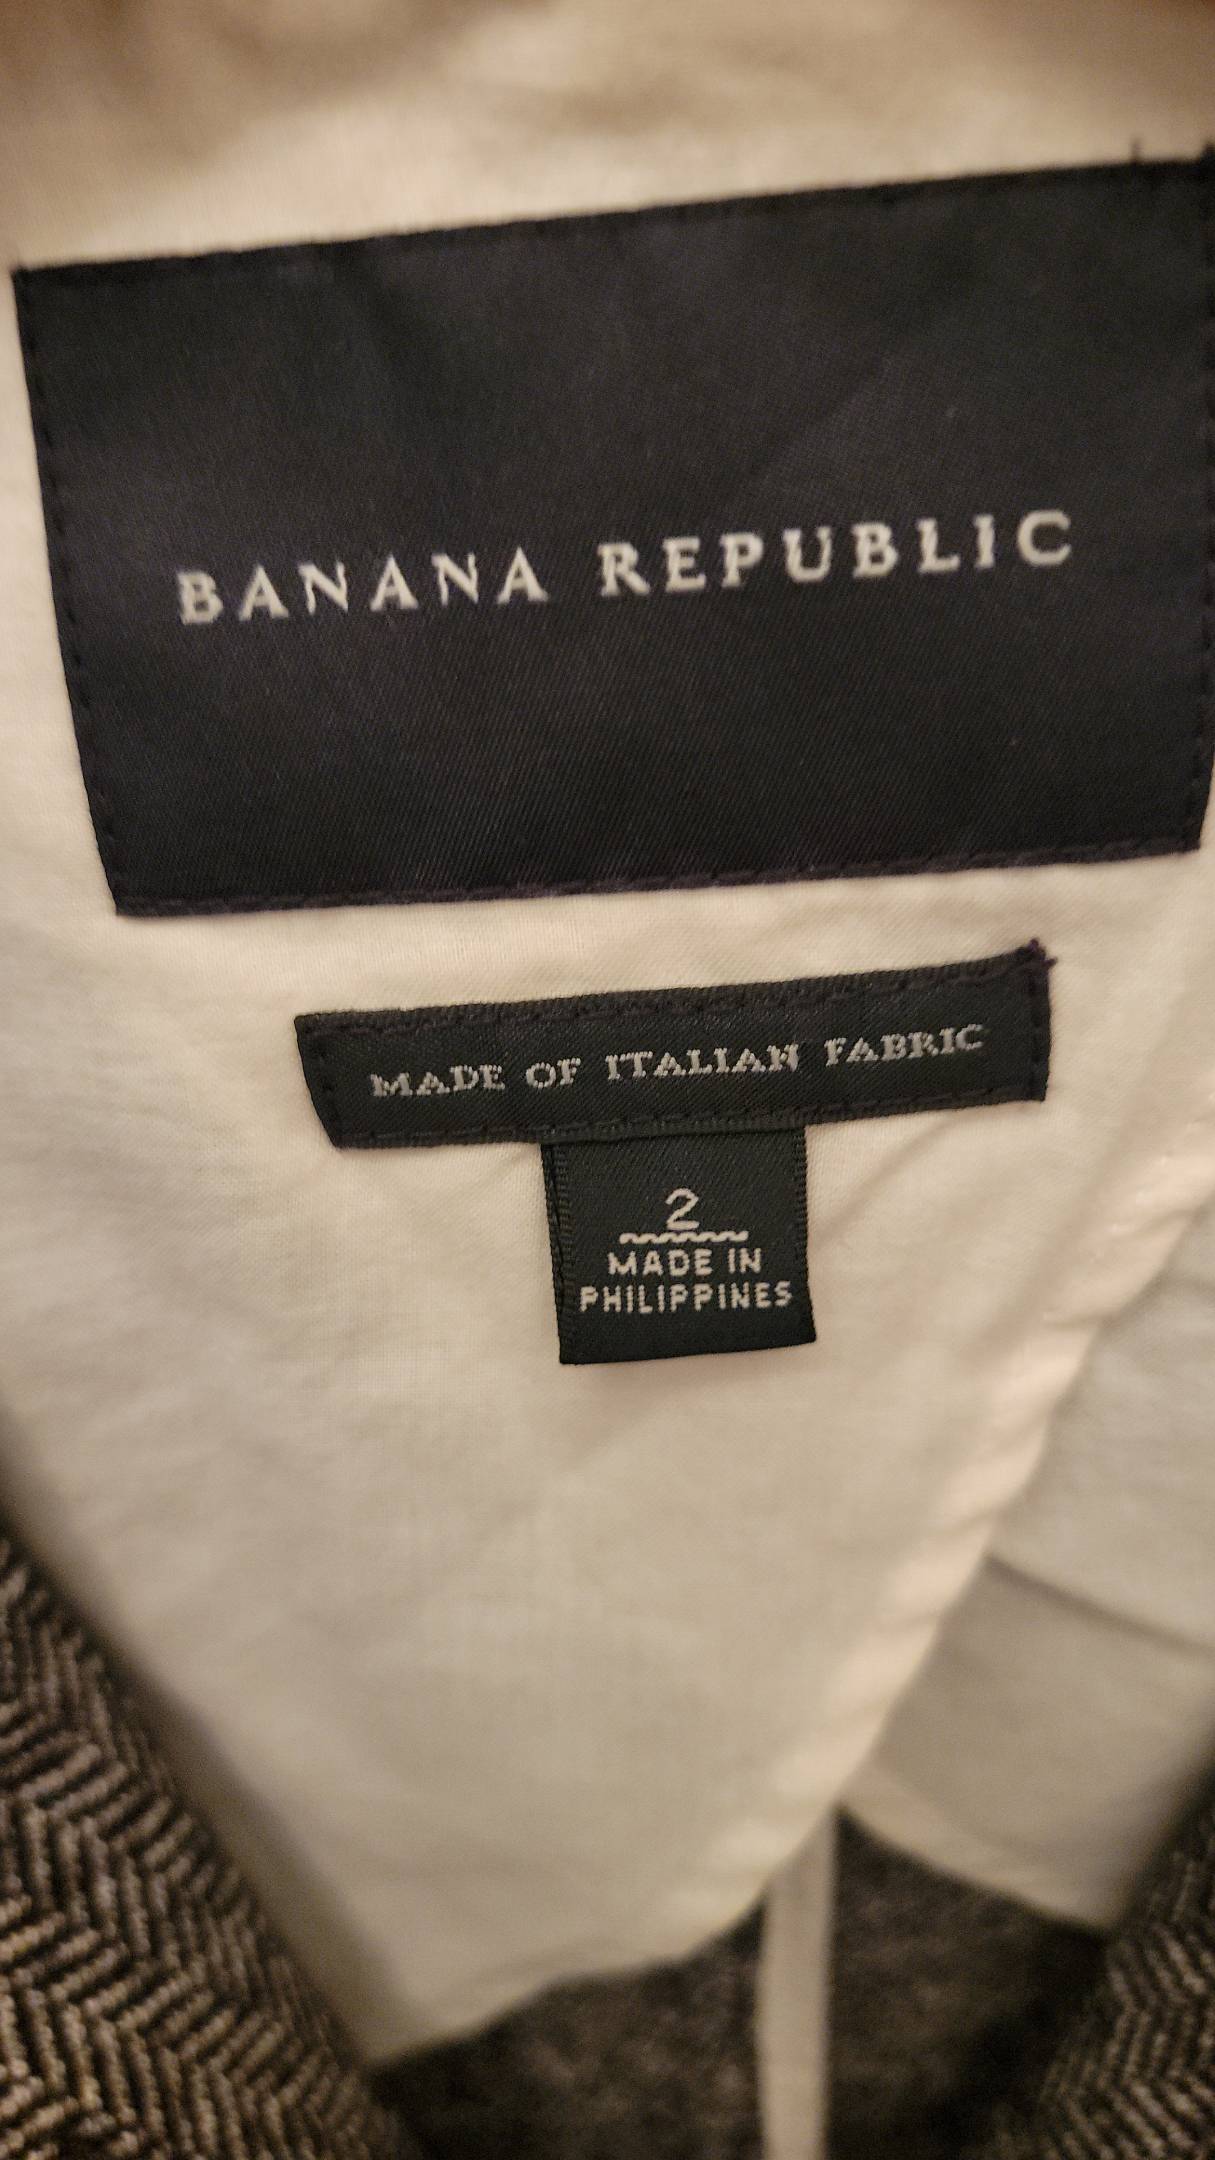 BANANA REPUBLIC
MADE OF ITALIAN FABRIC
2
MADE IN
PHILIPPINES